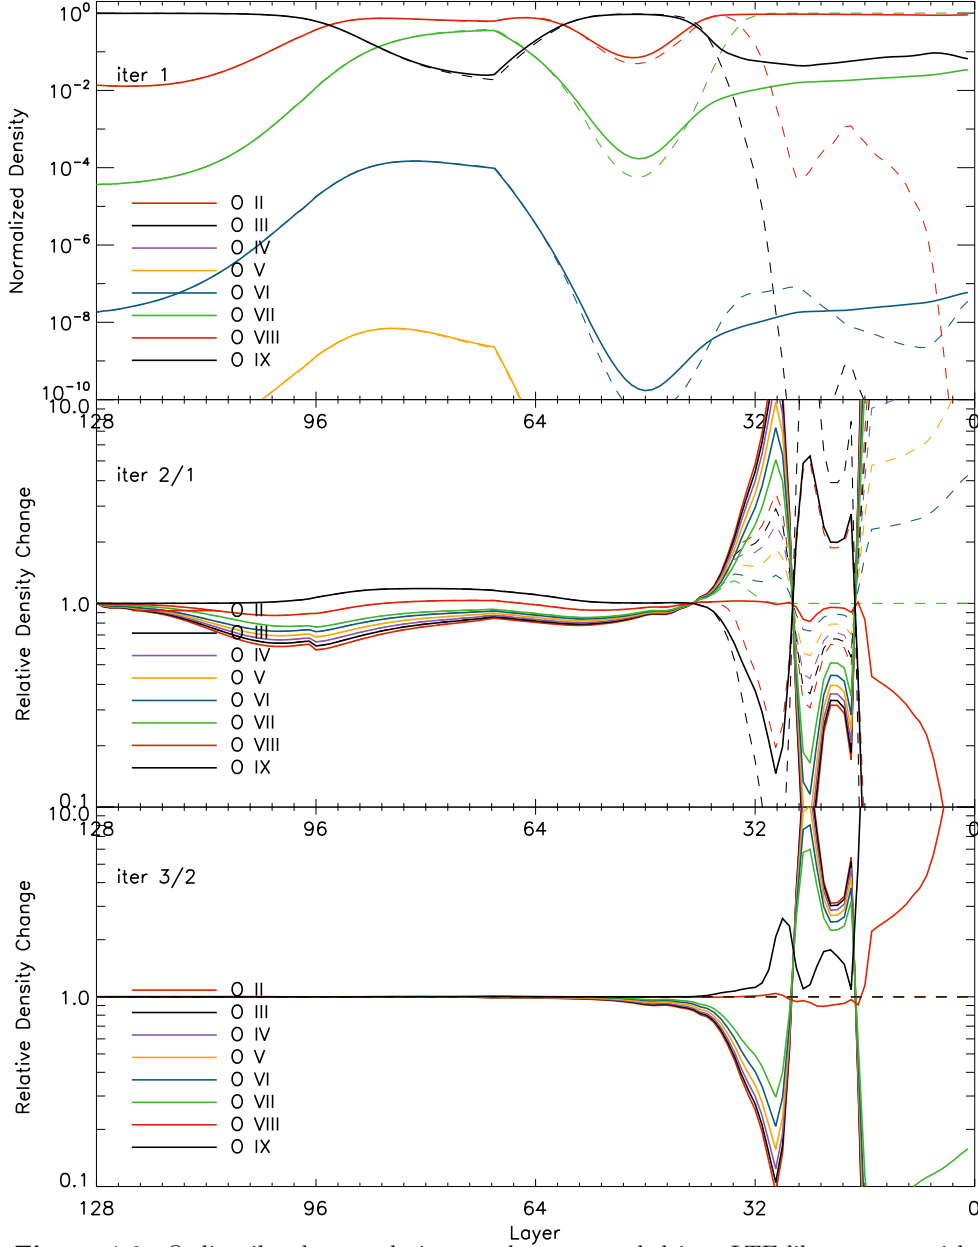 10⁰
iter 1
10⁻²
10⁻⁴
10⁻⁶
10⁻⁸
10⁻¹⁰
Normalized Density
O II
O III
O IV
O V
O VI
O VII
O VIII
O IX
128 96 64 32 0
10.0
iter 2/1
1.0
0.1
Relative Density Change
O II
O III
O IV
O V
O VI
O VII
O VIII
O IX
128 96 64 32 0
10.0
iter 3/2
1.0
0.1
Relative Density Change
O II
O III
O IV
O V
O VI
O VII
O VIII
O IX
128 96 64 32 0
Layer